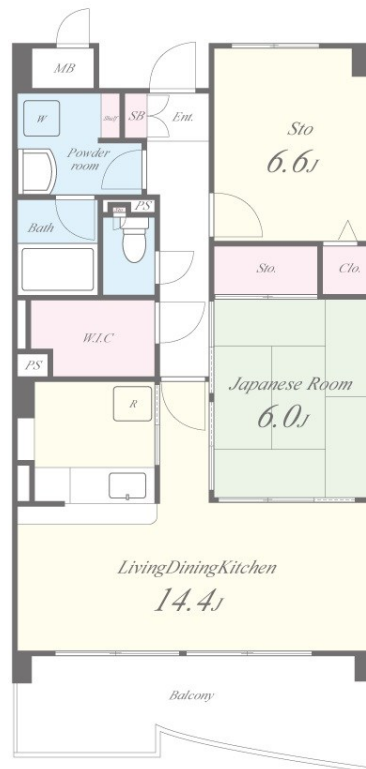 MB
W
Shelf
SB
Ent.
Powder
room
Sto
6.6J
PS
Bath
Sto.
Clo.
W.I.C
PS
R
Japanese Room
6.0J
LivingDiningKitchen
14.4J
Balcony